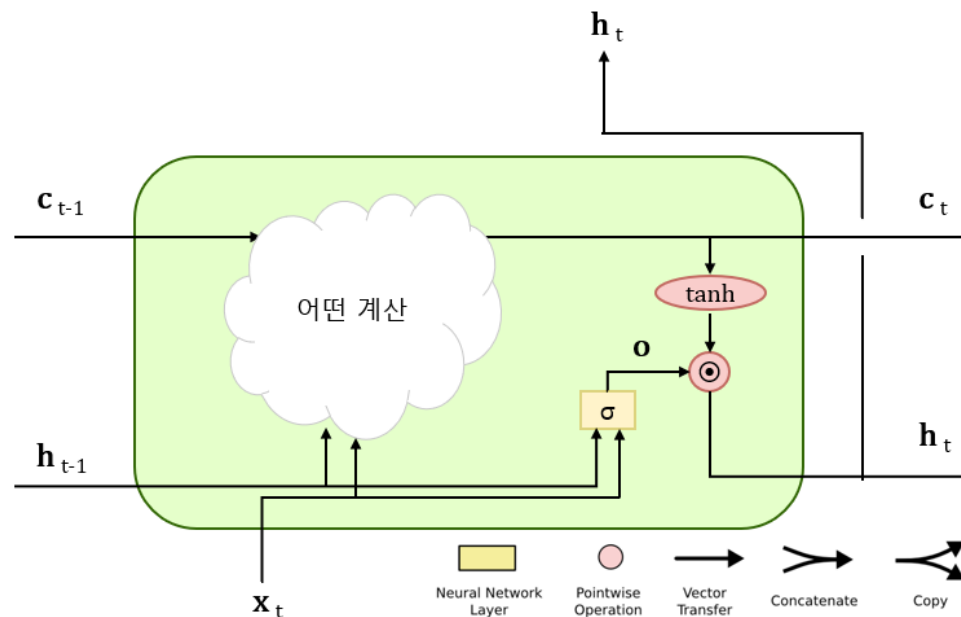 h t
c t-1
c t
어떤 계산
tanh
o
σ
h t-1
h t
x t
Neural Network
Layer
Pointwise
Operation
Vector
Transfer
Concatenate
Copy